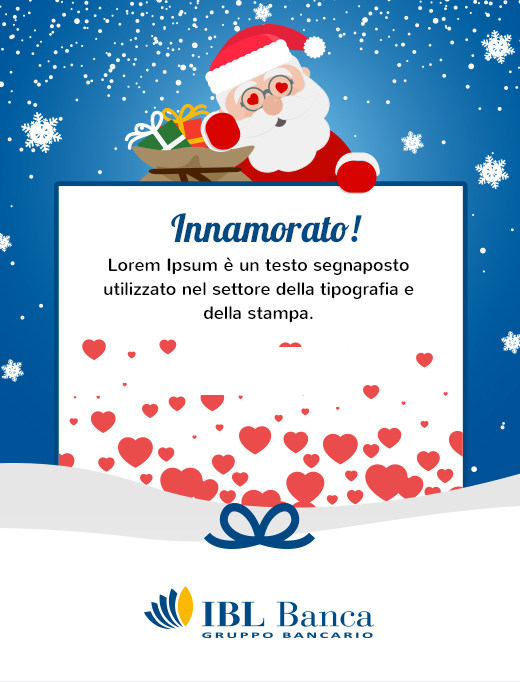 Innamorato!
Lorem Ipsum è un testo segnaposto
utilizzato nel settore della tipografia e
della stampa.
IBL Banca
GRUPPO BANCARIO